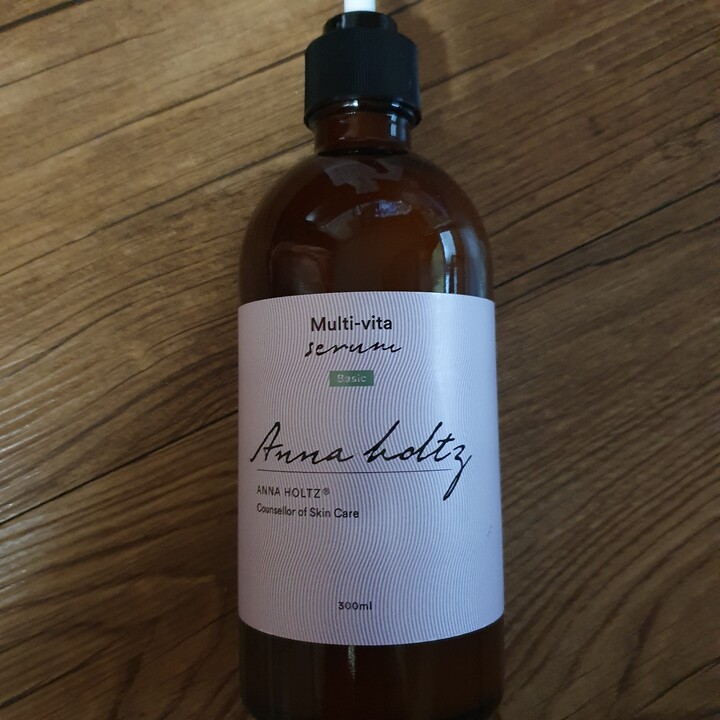 Multi-vita
serum
Basic
Anna holtz
ANNA HOLTZ®
Counsellor of Skin Care
300ml